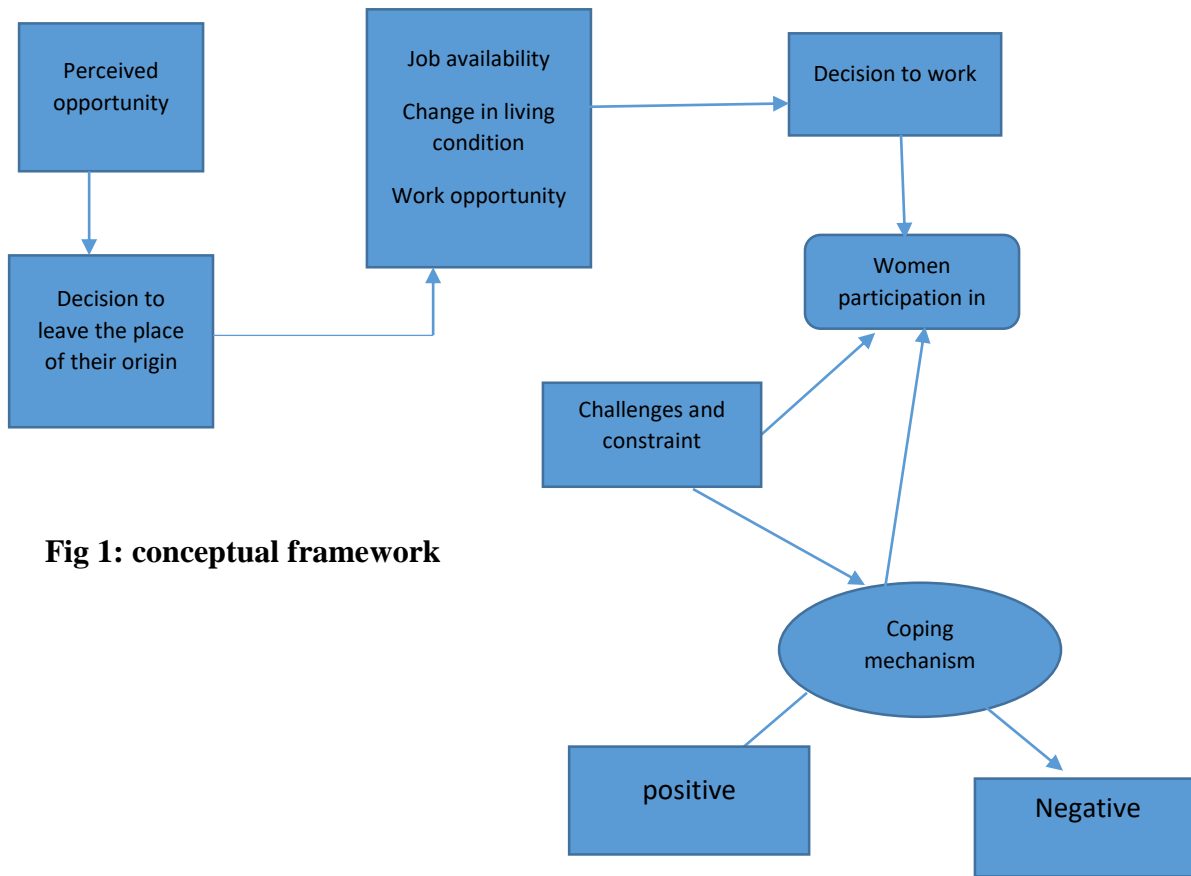 Perceived
opportunity
Decision to
leave the place
of their origin
Job availability
Change in living
condition
Work opportunity
Decision to work
Women
participation in
Challenges and
constraint
Fig 1: conceptual framework
Coping
mechanism
positive
Negative